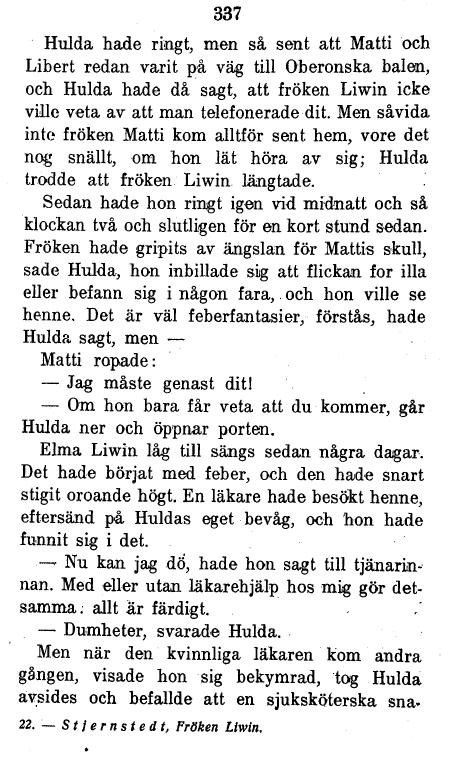 337
Hulda hade ringt, men så sent att Matti och
Libert redan varit på väg till Oberonska balen,
och Hulda hade då sagt, att fröken Liwin icke
ville veta av att man telefonerade dit. Men såvida
inte fröken Matti kom alltför sent hem, vore det
nog snällt, om hon lät höra av sig; Hulda
trodde att fröken Liwin längtade.
Sedan hade hon ringt igen vid midnatt och så
klockan två och slutligen för en kort stund sedan.
Fröken hade gripits av ängslan för Mattis skull,
sade Hulda, hon inbillade sig att flickan for illa
eller befann sig i någon fara, och hon ville se
henne. Det är väl feberfantasier, förstås, hade
Hulda sagt, men —
Matti ropade:
— Jag måste genast dit!
— Om hon bara får veta att du kommer, går
Hulda ner och öppnar porten.
Elma Liwin låg till sängs sedan några dagar.
Det hade börjat med feber, och den hade snart
stigit oroande högt. En läkare hade besökt henne,
eftersänd på Huldas eget bevåg, och hon hade
funnit sig i det.
— Nu kan jag dö, hade hon sagt till tjänarin-
nan. Med eller utan läkarehjälp hos mig gör det-
samma: allt är färdigt.
— Dumheter, svarade Hulda.
Men när den kvinnliga läkaren kom andra
gången, visade hon sig bekymrad, tog Hulda
avsides och befallde att en sjuksköterska sna-
22. — Stjernstedt, Fröken Liwin.